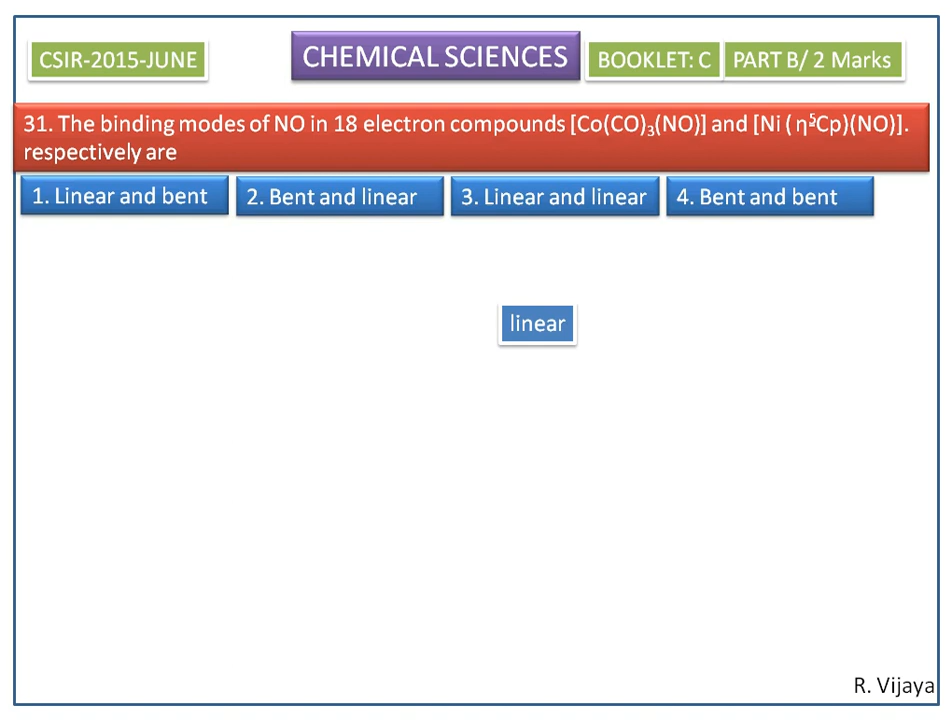 CSIR-2015-JUNE
CHEMICAL SCIENCES
BOOKLET: C
PART B/ 2 Marks
31. The binding modes of NO in 18 electron compounds [Co(CO)₃(NO)] and [Ni ( η⁵Cp)(NO)].
respectively are
1. Linear and bent
2. Bent and linear
3. Linear and linear
4. Bent and bent
linear
R. Vijaya